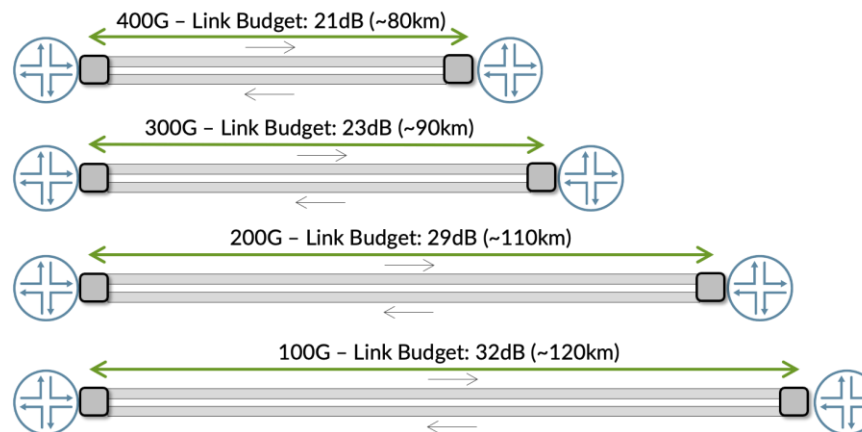 400G – Link Budget: 21dB (~80km)
300G – Link Budget: 23dB (~90km)
200G – Link Budget: 29dB (~110km)
100G – Link Budget: 32dB (~120km)